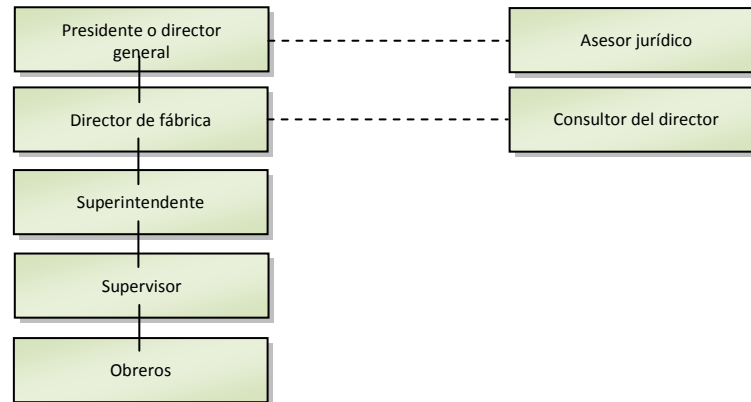 Presidente o director
general
Asesor jurídico
Director de fábrica
Consultor del director
Superintendente
Supervisor
Obreros